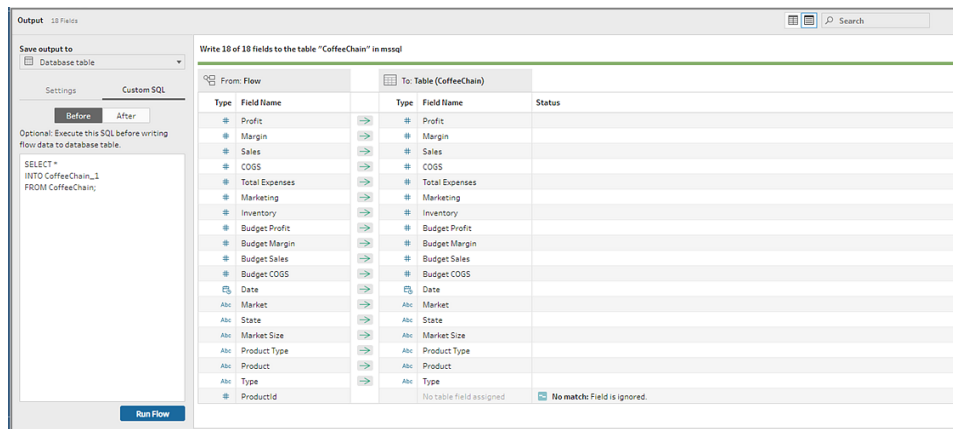 Output 18 Fields
Search
Save output to
Database table
Settings Custom SQL
Before After
Optional: Execute this SQL before writing
flow data to database table.
SELECT *
INTO CoffeeChain_1
FROM CoffeeChain;
Run Flow
Write 18 of 18 fields to the table "CoffeeChain" in mssql
From: Flow To: Table (CoffeeChain)
Type Field Name Type Field Name Status
# Profit → # Profit
# Margin → # Margin
# Sales → # Sales
# COGS → # COGS
# Total Expenses → # Total Expenses
# Marketing → # Marketing
# Inventory → # Inventory
# Budget Profit → # Budget Profit
# Budget Margin → # Budget Margin
# Budget Sales → # Budget Sales
# Budget COGS → # Budget COGS
Date → Date
Abc Market → Abc Market
Abc State → Abc State
Abc Market Size → Abc Market Size
Abc Product Type → Abc Product Type
Abc Product → Abc Product
Abc Type → Abc Type
# ProductId No table field assigned No match: Field is ignored.